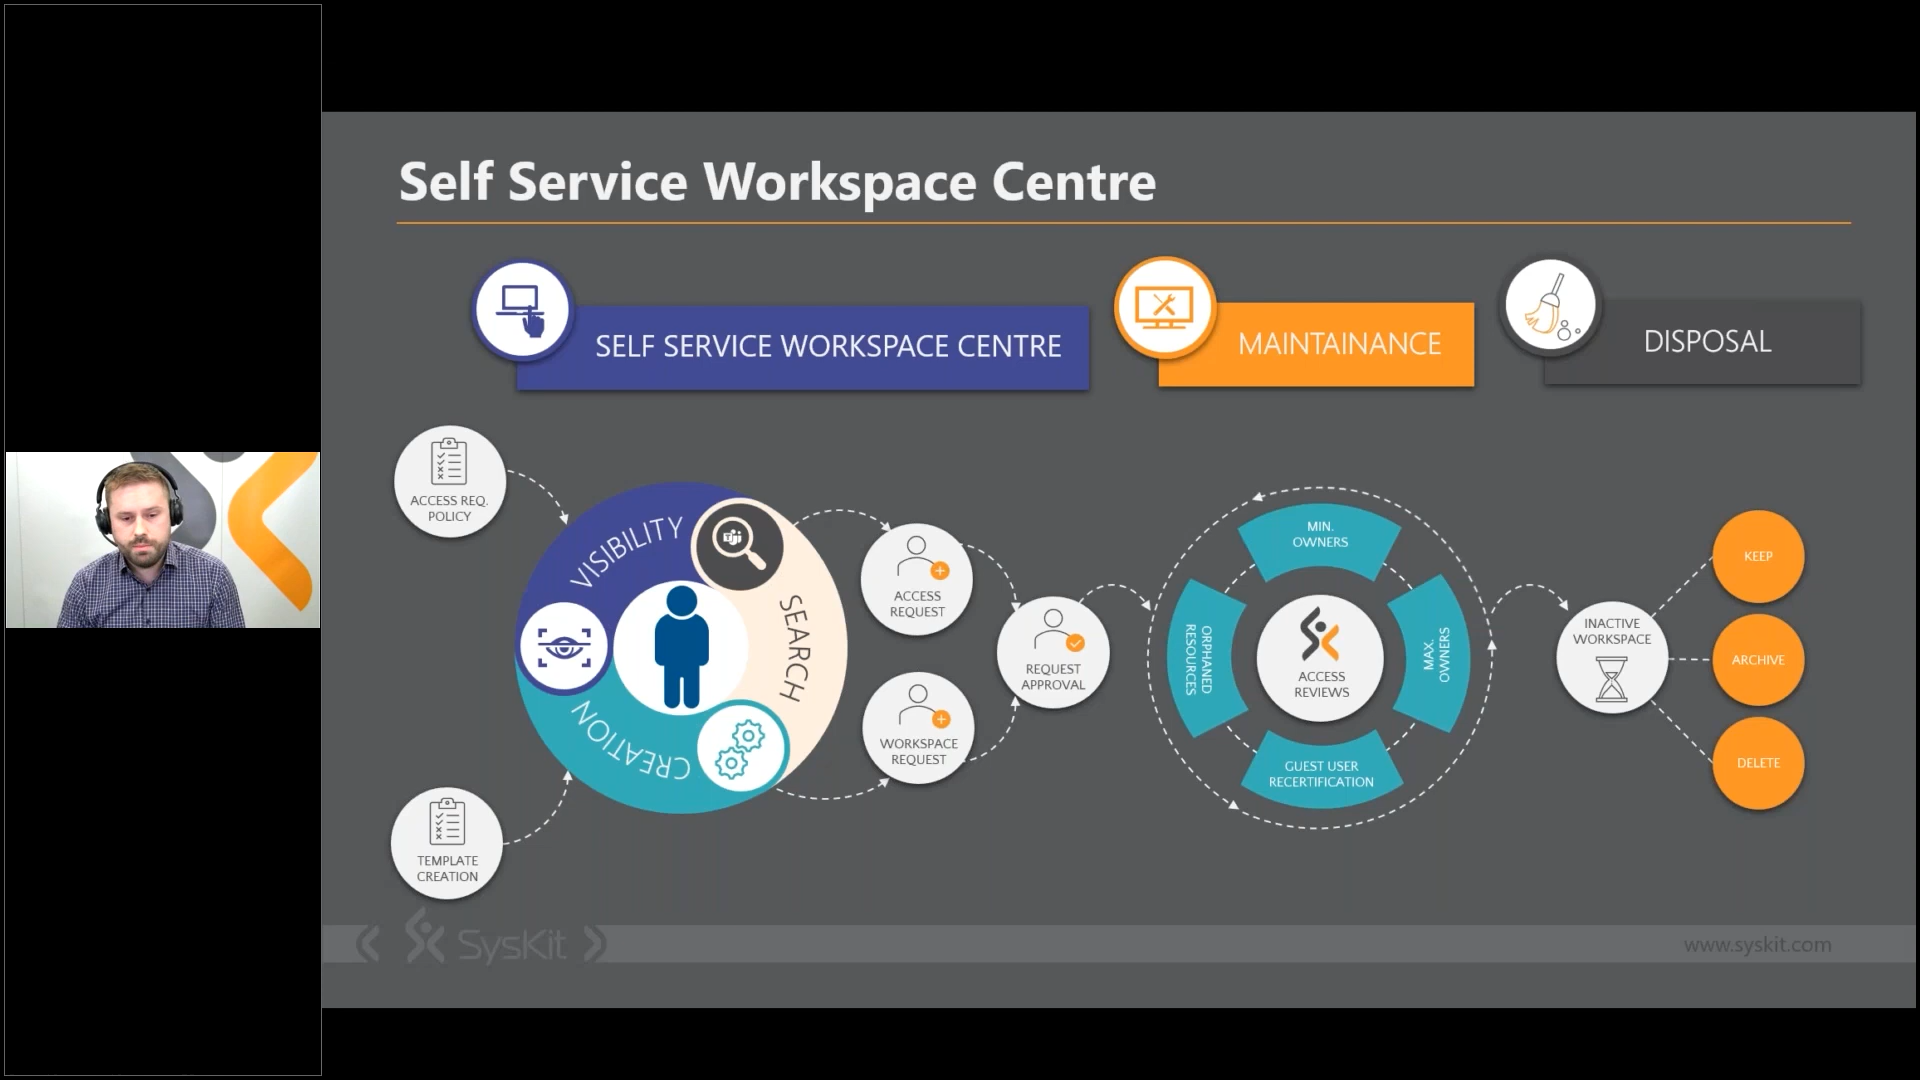 Self Service Workspace Centre
SELF SERVICE WORKSPACE CENTRE
MAINTAINANCE
DISPOSAL
ACCESS REQ.
POLICY
VISIBILITY
SEARCH
CREATION
TEMPLATE
CREATION
ACCESS
REQUEST
WORKSPACE
REQUEST
REQUEST
APPROVAL
MIN.
OWNERS
ORPHANED
RESOURCES
ACCESS
REVIEWS
MAX.
OWNERS
GUEST USER
RECERTIFICATION
INACTIVE
WORKSPACE
KEEP
ARCHIVE
DELETE
SysKit
www.syskit.com